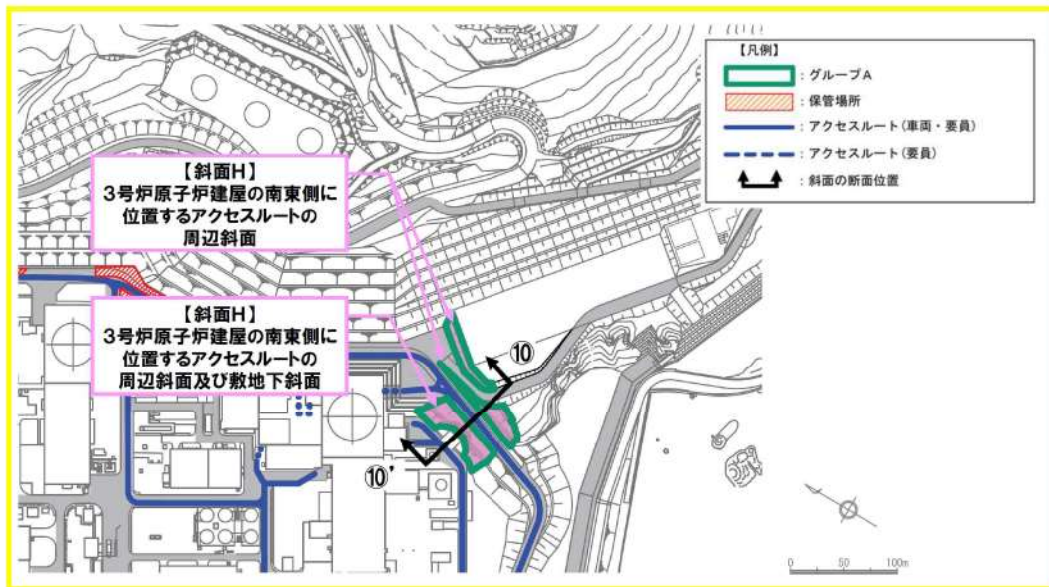 【凡例】
：グループA
：保管場所
：アクセスルート(車両・要員)
：アクセスルート(要員)
：斜面の断面位置
【斜面H】
3号炉原子炉建屋の南東側に
位置するアクセスルートの
周辺斜面
【斜面H】
3号炉原子炉建屋の南東側に
位置するアクセスルートの
周辺斜面及び敷地下斜面
⑩
⑩'
0 50 100m